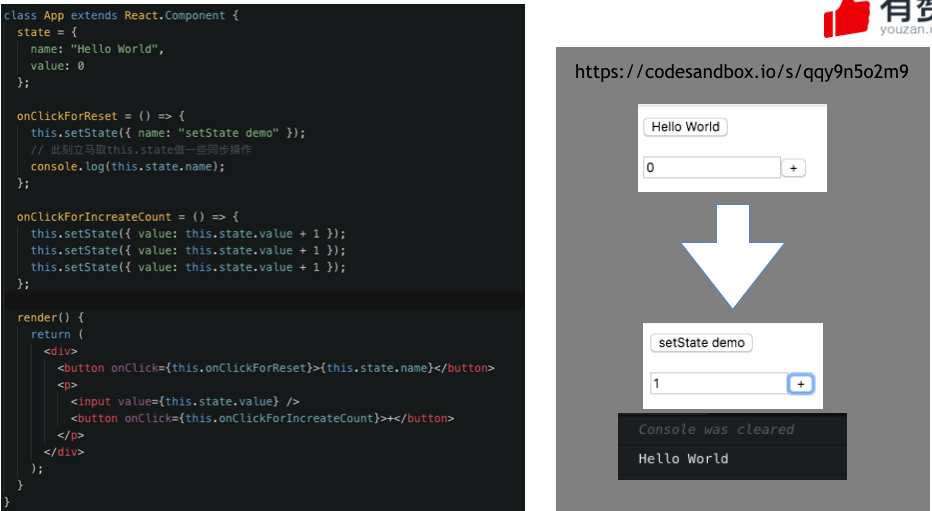 class App extends React.Component {
state = {
name: "Hello World",
value: 0
};
onClickForReset = () => {
this.setState({ name: "setState demo" });
// 此刻立马取this.state做一些同步操作
console.log(this.state.name);
};
onClickForIncreateCount = () => {
this.setState({ value: this.state.value + 1 });
this.setState({ value: this.state.value + 1 });
this.setState({ value: this.state.value + 1 });
};
render() {
return (
<div>
<button onClick={this.onClickForReset}>{this.state.name}</button>
<p>
<input value={this.state.value} />
<button onClick={this.onClickForIncreateCount}>+</button>
</p>
</div>
);
}
}
有赞
youzan.c
https://codesandbox.io/s/qqy9n5o2m9
Hello World
0 +
setState demo
1 +
Console was cleared
Hello World